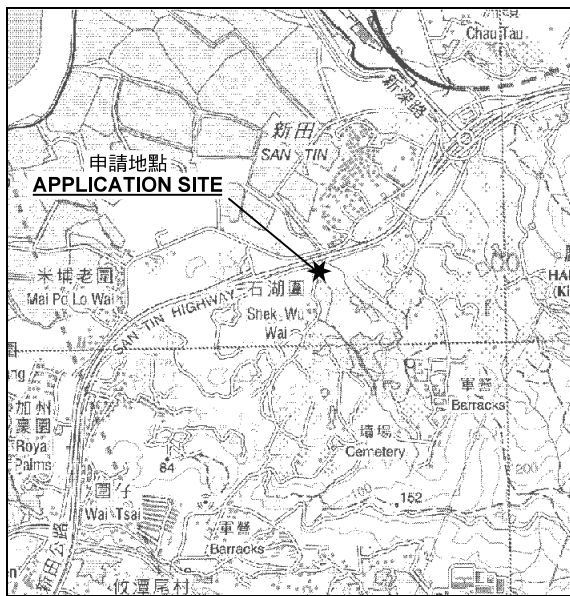 Chau Tau
新深路
新田
SAN TIN
申請地點
APPLICATION SITE
米埔老圍
Mai Po Lo Wai
SAN TIN HIGHWAY
石湖圍
Shek Wu
Wai
HA
(Ki
加州
豪園
Roya
Palms
軍營
Barracks
墳場
Cemetery
84
100
152
200
圍仔
Wai Tsai
軍營
Barracks
新田公路
攸潭尾村